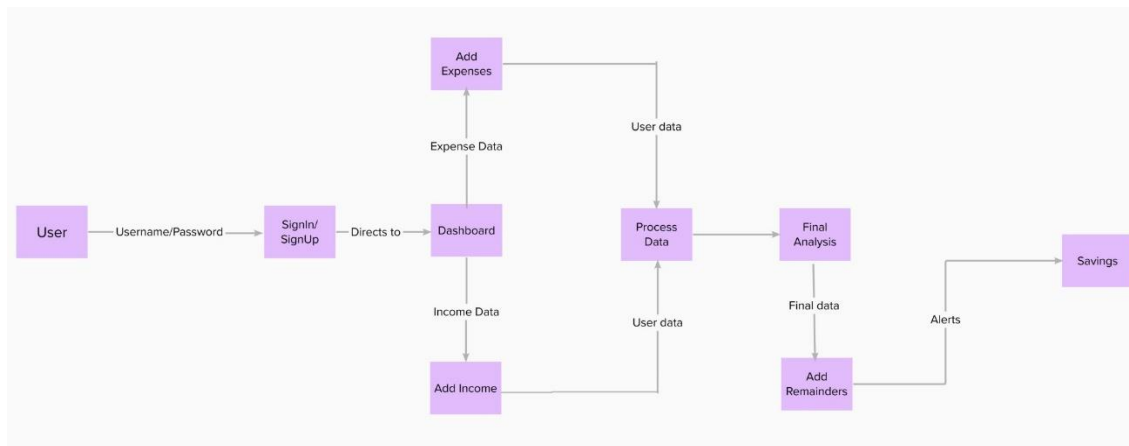 Add
Expenses
User data
Expense Data
User
Username/Password
SignIn/
SignUp
Directs to
Dashboard
Process
Data
Final
Analysis
Savings
Income Data
User data
Final data
Alerts
Add Income
Add
Remainders